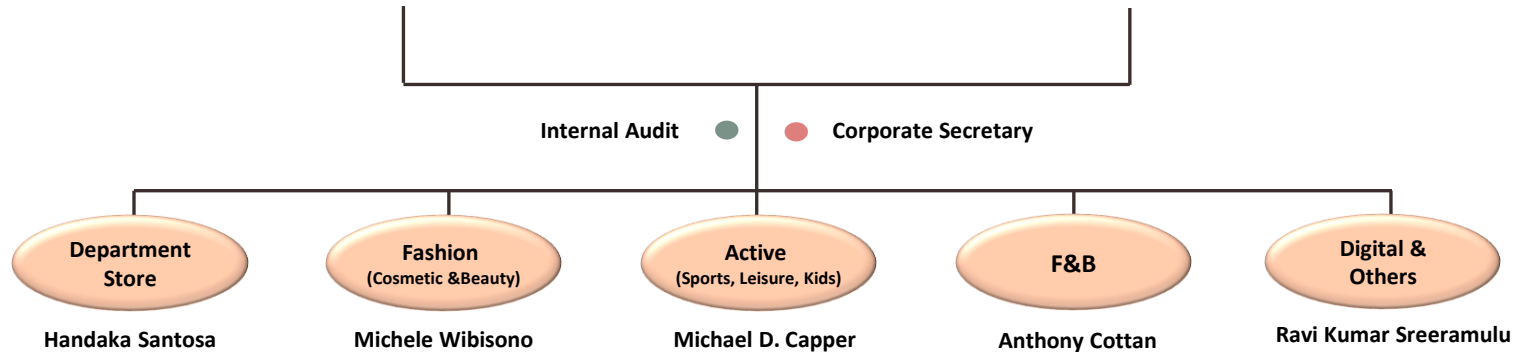 Internal Audit
Corporate Secretary
Department
Store
Fashion
(Cosmetic &Beauty)
Active
(Sports, Leisure, Kids)
F&B
Digital &
Others
Handaka Santosa
Michele Wibisono
Michael D. Capper
Anthony Cottan
Ravi Kumar Sreeramulu